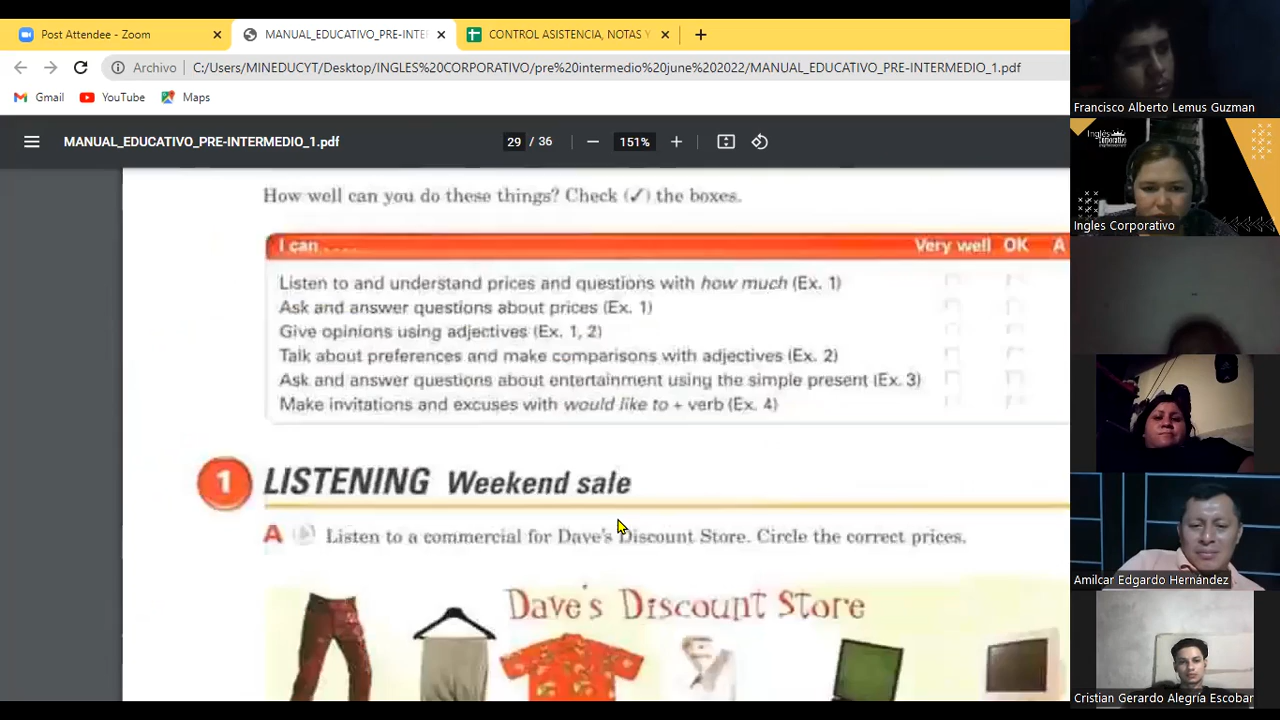 Post Attendee - Zoom
MANUAL_EDUCATIVO_PRE-INTE
CONTROL ASISTENCIA, NOTAS Y
Archivo
C:/Users/MINEDUCYT/Desktop/INGLES%20CORPORATIVO/pre%20intermedio%20june%202022/MANUAL_EDUCATIVO_PRE-INTERMEDIO_1.pdf
Gmail
YouTube
Maps
MANUAL_EDUCATIVO_PRE-INTERMEDIO_1.pdf
29 / 36
151%
How well can you do these things? Check (✓) the boxes.
I can . . . . Very well OK A
Listen to and understand prices and questions with how much (Ex. 1)
Ask and answer questions about prices (Ex. 1)
Give opinions using adjectives (Ex. 1, 2)
Talk about preferences and make comparisons with adjectives (Ex. 2)
Ask and answer questions about entertainment using the simple present (Ex. 3)
Make invitations and excuses with would like to + verb (Ex. 4)
1 LISTENING Weekend sale
A Listen to a commercial for Dave's Discount Store. Circle the correct prices.
Dave's Discount Store
Francisco Alberto Lemus Guzman
Inglés
Corporativo
Ingles Corporativo
Amilcar Edgardo Hernández
Cristian Gerardo Alegría Escobar